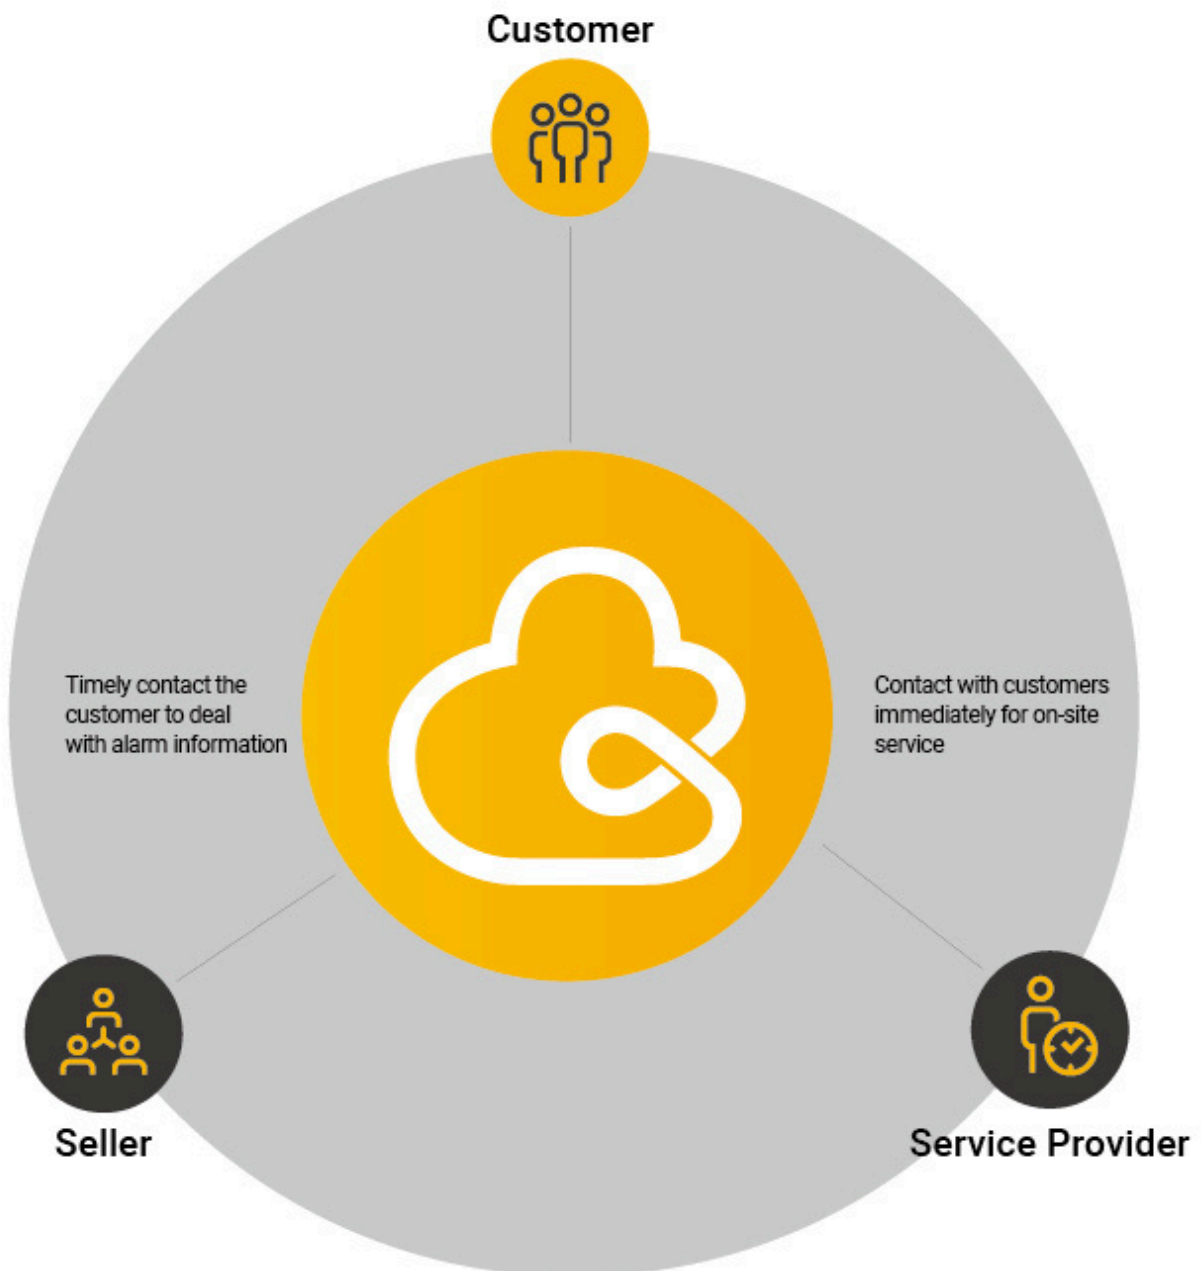 Customer
Timely contact the
customer to deal
with alarm information
Contact with customers
immediately for on-site
service
Seller
Service Provider